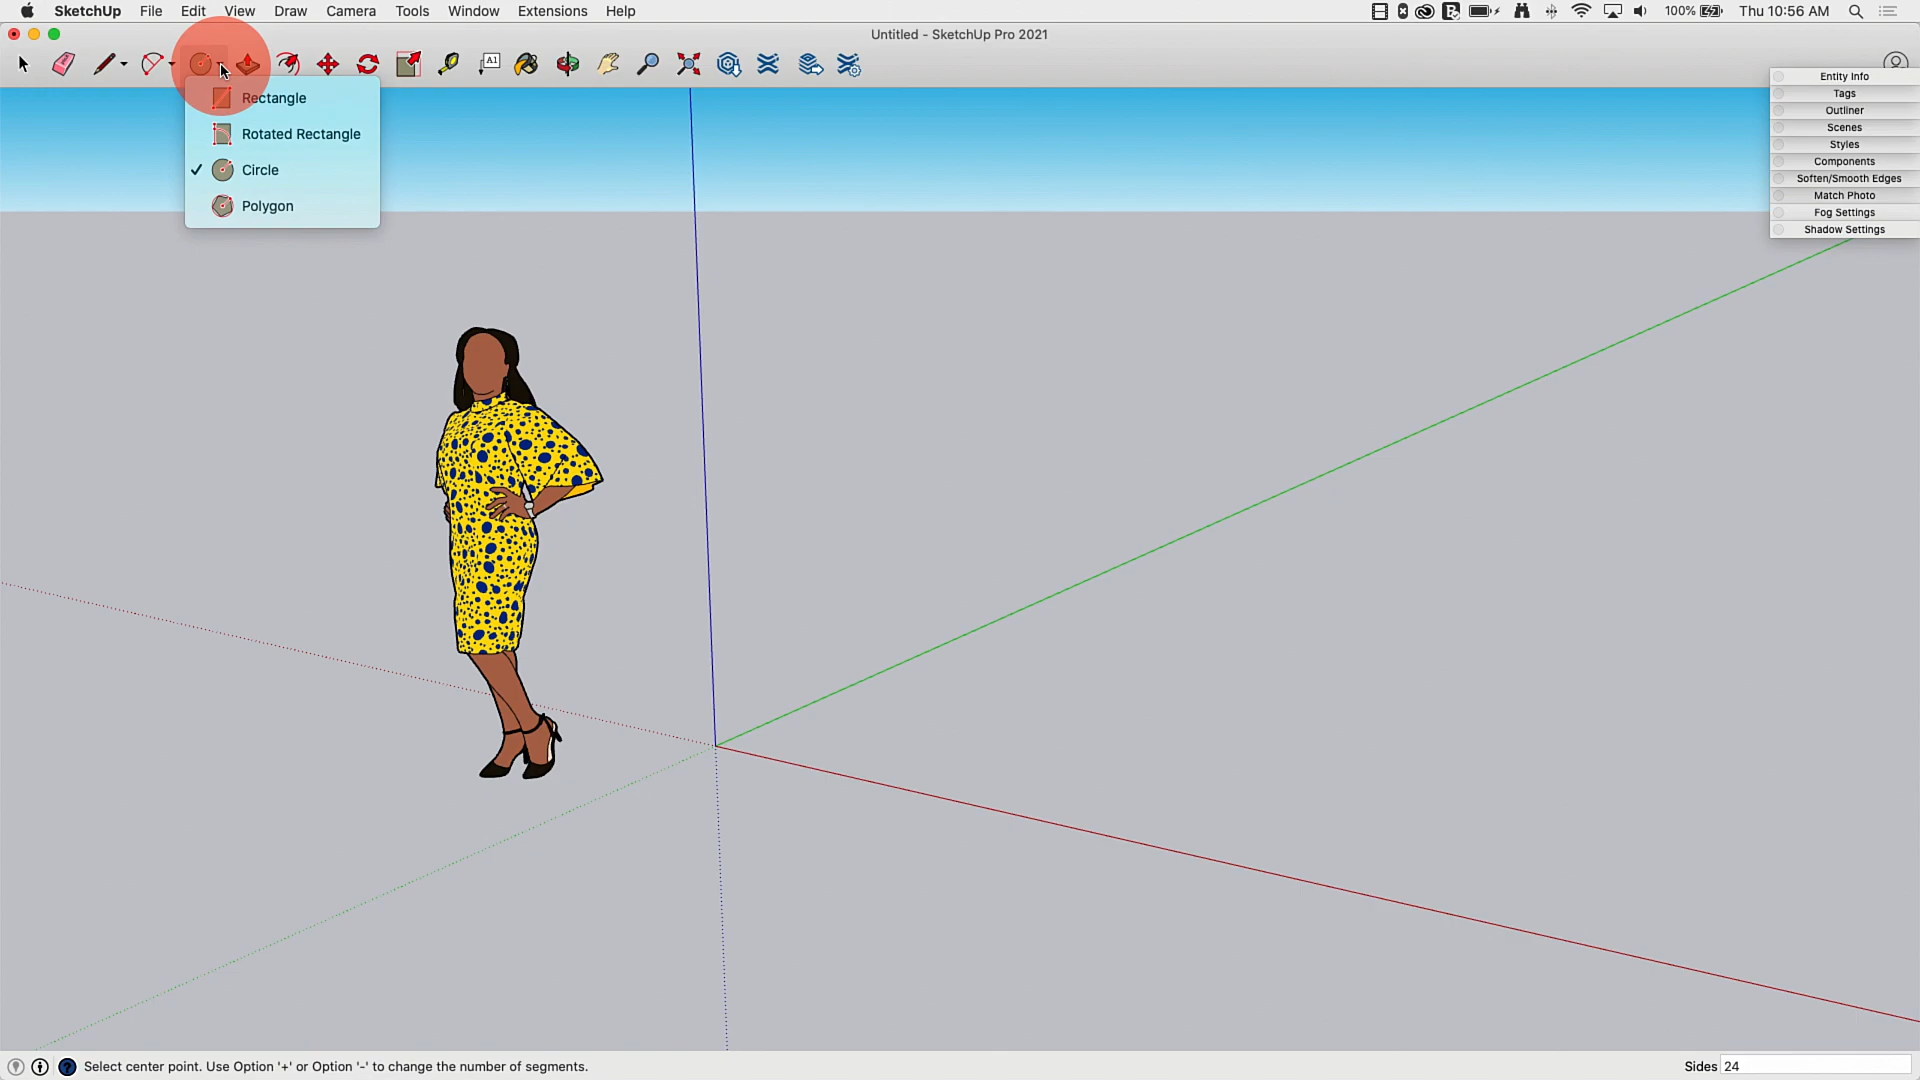 SketchUp File Edit View Draw Camera Tools Window Extensions Help 100% Thu 10:56 AM
Untitled - SketchUp Pro 2021
A1
Rectangle
Rotated Rectangle
✓ Circle
Polygon
Entity Info
Tags
Outliner
Scenes
Styles
Components
Soften/Smooth Edges
Match Photo
Fog Settings
Shadow Settings
Select center point. Use Option '+' or Option '-' to change the number of segments.
Sides 24